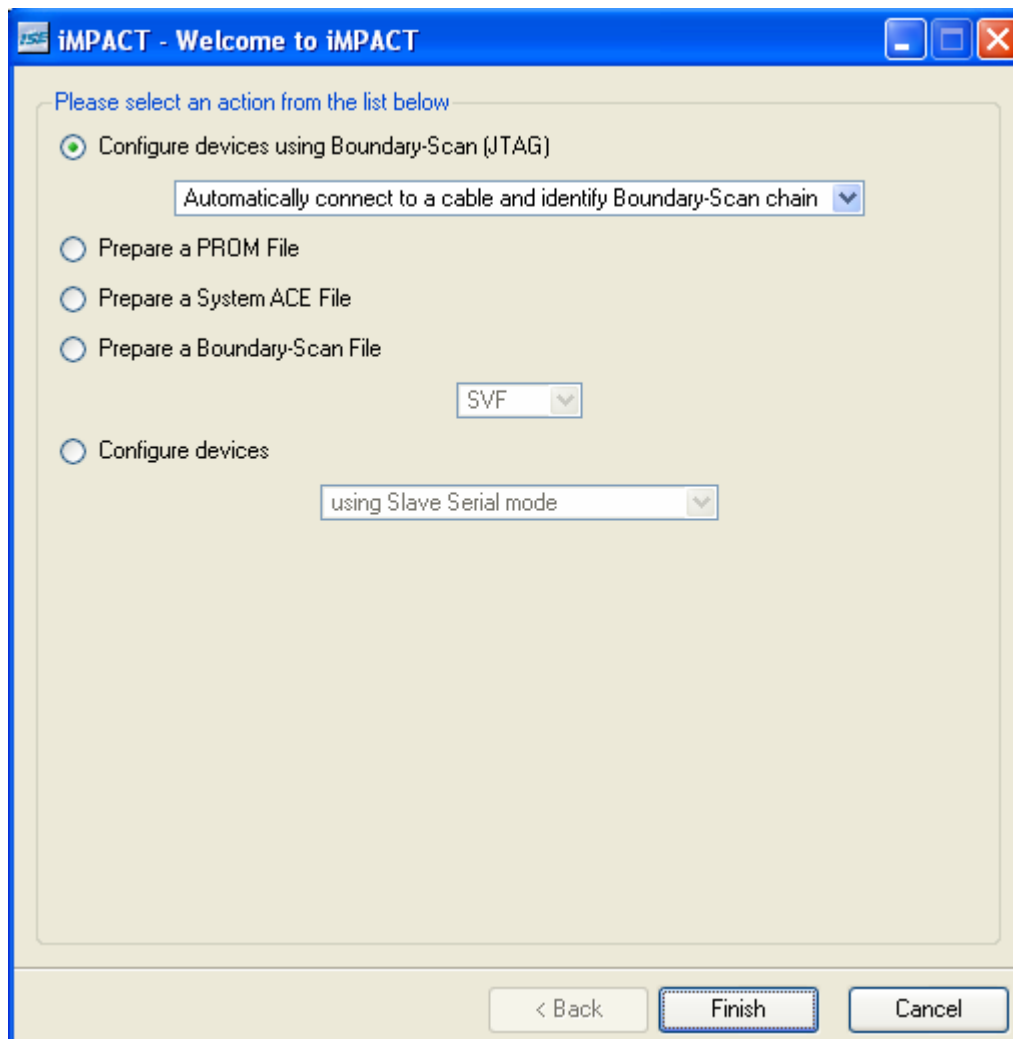 ISE iMPACT - Welcome to iMPACT
Please select an action from the list below
Configure devices using Boundary-Scan (JTAG)
Automatically connect to a cable and identify Boundary-Scan chain
Prepare a PROM File
Prepare a System ACE File
Prepare a Boundary-Scan File
SVF
Configure devices
using Slave Serial mode
< Back Finish Cancel